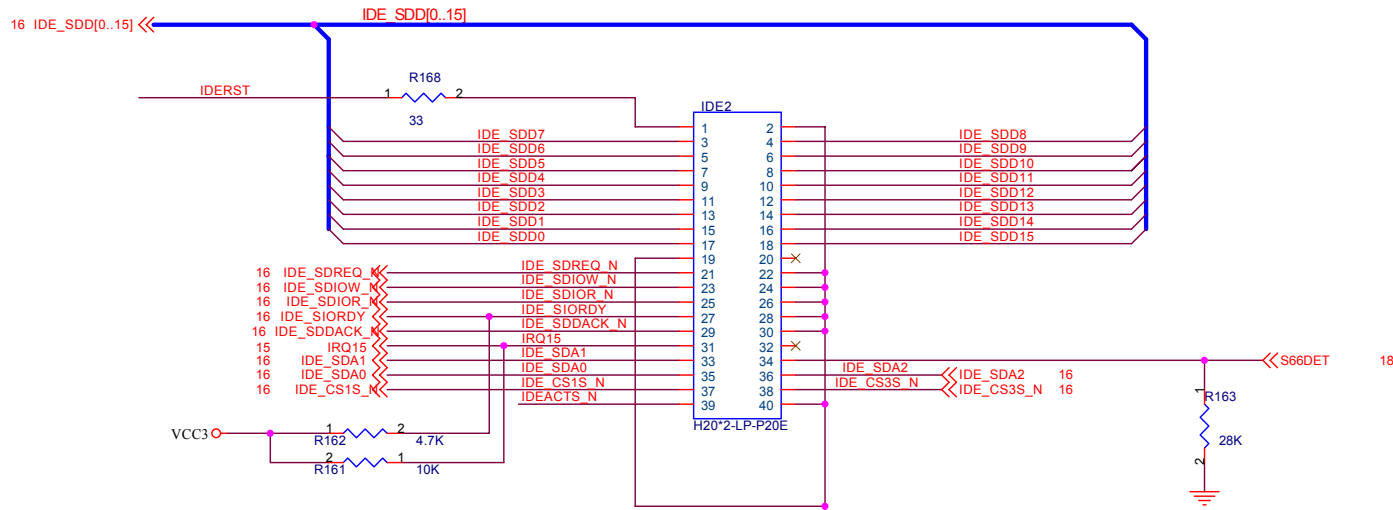 IDE_SDD[0..15]
16 IDE_SDD[0..15]
R168
IDERST 1 2
33
IDE2
1 2
IDE_SDD7 3 4 IDE_SDD8
IDE_SDD6 5 6 IDE_SDD9
IDE_SDD5 7 8 IDE_SDD10
IDE_SDD4 9 10 IDE_SDD11
IDE_SDD3 11 12 IDE_SDD12
IDE_SDD2 13 14 IDE_SDD13
IDE_SDD1 15 16 IDE_SDD14
IDE_SDD0 17 18 IDE_SDD15
19 20
16 IDE_SDREQ_N IDE_SDREQ_N 21 22
16 IDE_SDIOW_N IDE_SDIOW_N 23 24
16 IDE_SDIOR_N IDE_SDIOR_N 25 26
16 IDE_SIORDY IDE_SIORDY 27 28
16 IDE_SDDACK_N IDE_SDDACK_N 29 30
15 IRQ15 IRQ15 31 32
16 IDE_SDA1 IDE_SDA1 33 34 S66DET 18
16 IDE_SDA0 IDE_SDA0 35 36 IDE_SDA2 IDE_SDA2 16
16 IDE_CS1S_N IDE_CS1S_N 37 38 IDE_CS3S_N IDE_CS3S_N 16
IDEACTS_N 39 40
H20*2-LP-P20E
1 R163
28K
2
VCC3 1 2
R162 4.7K
2 1
R161 10K